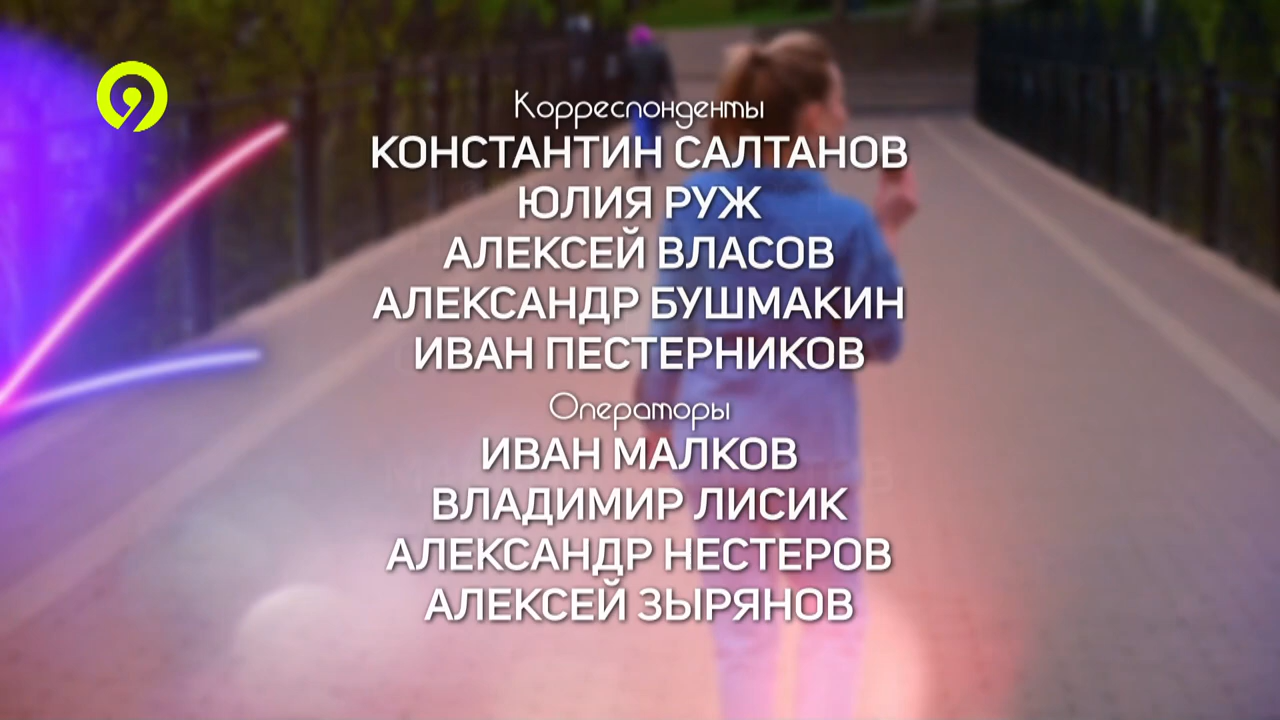 Корреспонденты
КОНСТАНТИН САЛТАНОВ
ЮЛИЯ РУЖ
АЛЕКСЕЙ ВЛАСОВ
АЛЕКСАНДР БУШМАКИН
ИВАН ПЕСТЕРНИКОВ
Операторы
ИВАН МАЛКОВ
ВЛАДИМИР ЛИСИК
АЛЕКСАНДР НЕСТЕРОВ
АЛЕКСЕЙ ЗЫРЯНОВ